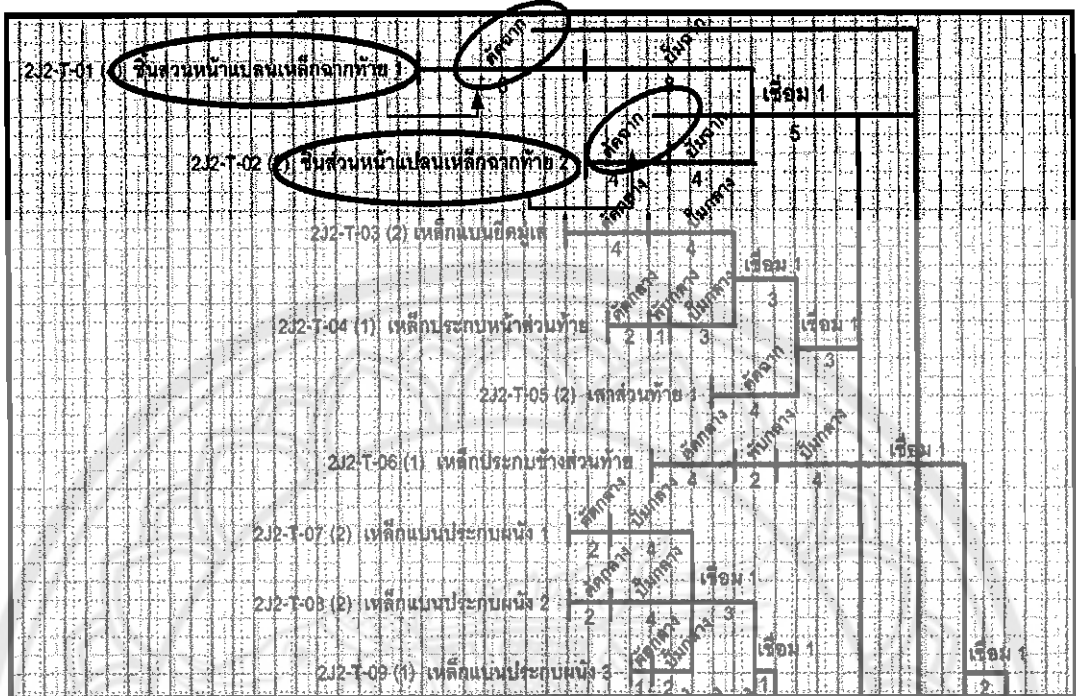 2J2-T-01 ชิ้นส่วนหน้าแปลนเหล็กฉากท้าย 1
ตัดฉาก
ปั๊มฉาก
8
เชื่อม 1
5
2J2-T-02 ชิ้นส่วนหน้าแปลนเหล็กฉากท้าย 2
ตัดฉาก
ปั๊มฉาก
4
4
2J2-T-03 (2) เหล็กแบนยึดมู่เล่
ตัดกลาง
ปั๊มกลาง
4
4
เชื่อม 1
3
2J2-T-04 (1) เหล็กประกบหน้าส่วนท้าย
ตัดกลาง
พับกลาง
ปั๊มกลาง
2
1
3
เชื่อม 1
3
2J2-T-05 (2) เสาส่วนท้าย 1
ตัดฉาก
4
2J2-T-06 (1) เหล็กประกบข้างส่วนท้าย
ตัดกลาง
พับกลาง
ปั๊มกลาง
4
2
4
เชื่อม 1
2J2-T-07 (2) เหล็กแบนประกบผนัง 1
ตัดกลาง
ปั๊มกลาง
2
4
เชื่อม 1
3
2J2-T-08 (2) เหล็กแบนประกบผนัง 2
ตัดกลาง
ปั๊มกลาง
2
4
2J2-T-09 (1) เหล็กแบนประกบผนัง 3
ตัดกลาง
ปั๊มกลาง
1
2
เชื่อม 1
1
เชื่อม 1
2